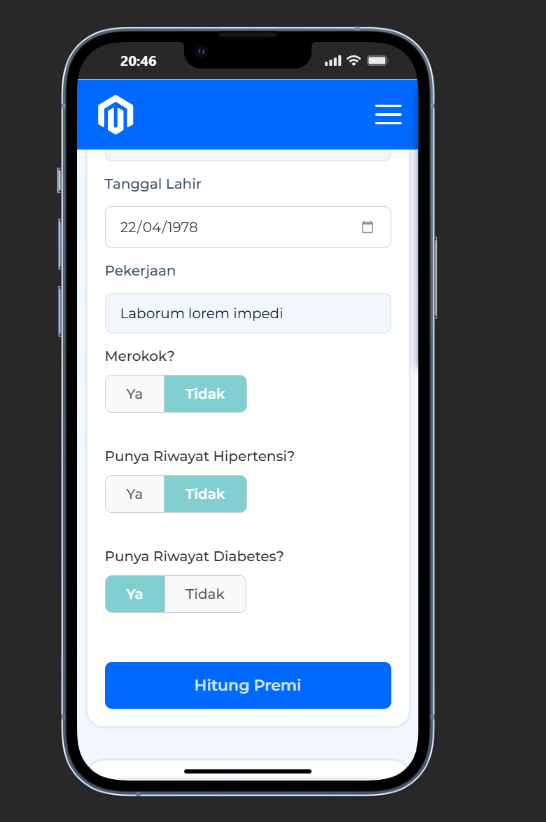 20:46
Tanggal Lahir
22/04/1978
Pekerjaan
Laborum lorem impedi
Merokok?
Ya Tidak
Punya Riwayat Hipertensi?
Ya Tidak
Punya Riwayat Diabetes?
Ya Tidak
Hitung Premi